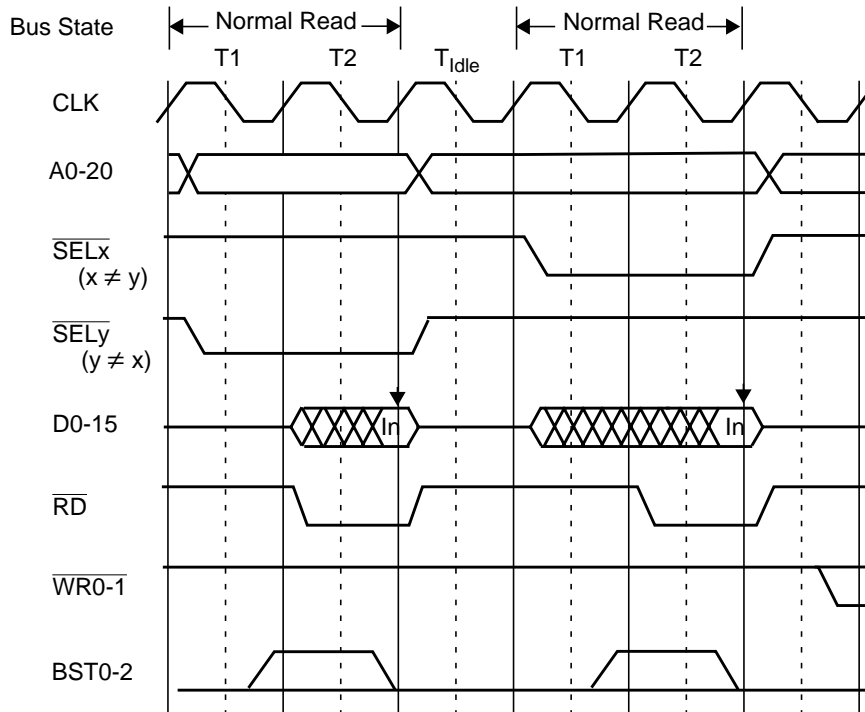 Bus State
Normal Read
Normal Read
T1
T2
TIdle
T1
T2
CLK
A0-20
SELx
(x ≠ y)
SELy
(y ≠ x)
D0-15
In
In
RD
WR0-1
BST0-2